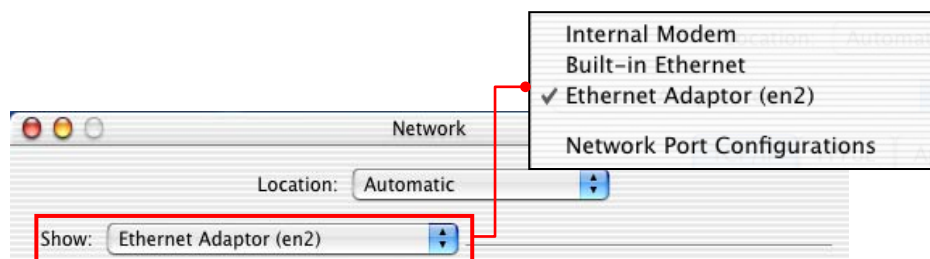 Internal Modem
Built-in Ethernet
✓ Ethernet Adaptor (en2)
Network Port Configurations
Network
Location: Automatic
Show: Ethernet Adaptor (en2)